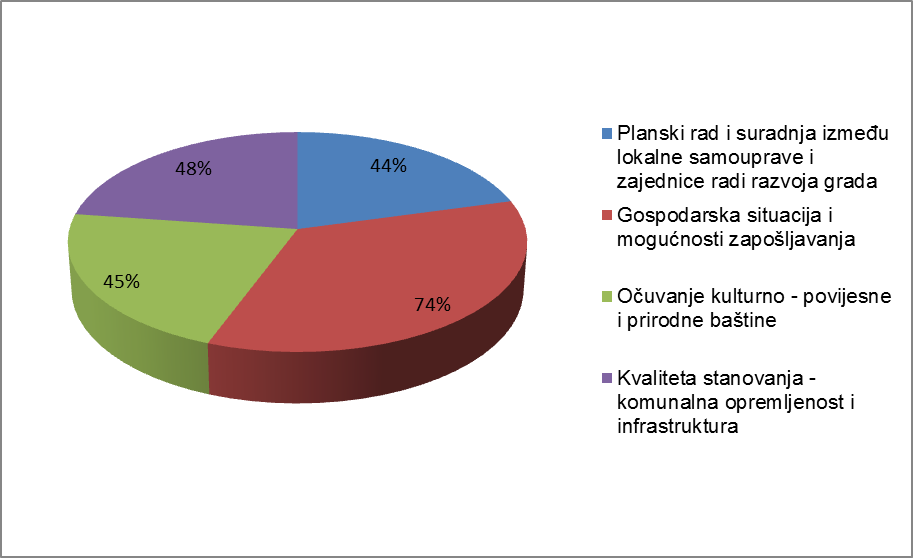 48%
44%
45%
74%
Planski rad i suradnja između
lokalne samouprave i
zajednice radi razvoja grada
Gospodarska situacija i
mogućnosti zapošljavanja
Očuvanje kulturno - povijesne
i prirodne baštine
Kvaliteta stanovanja -
komunalna opremljenost i
infrastruktura